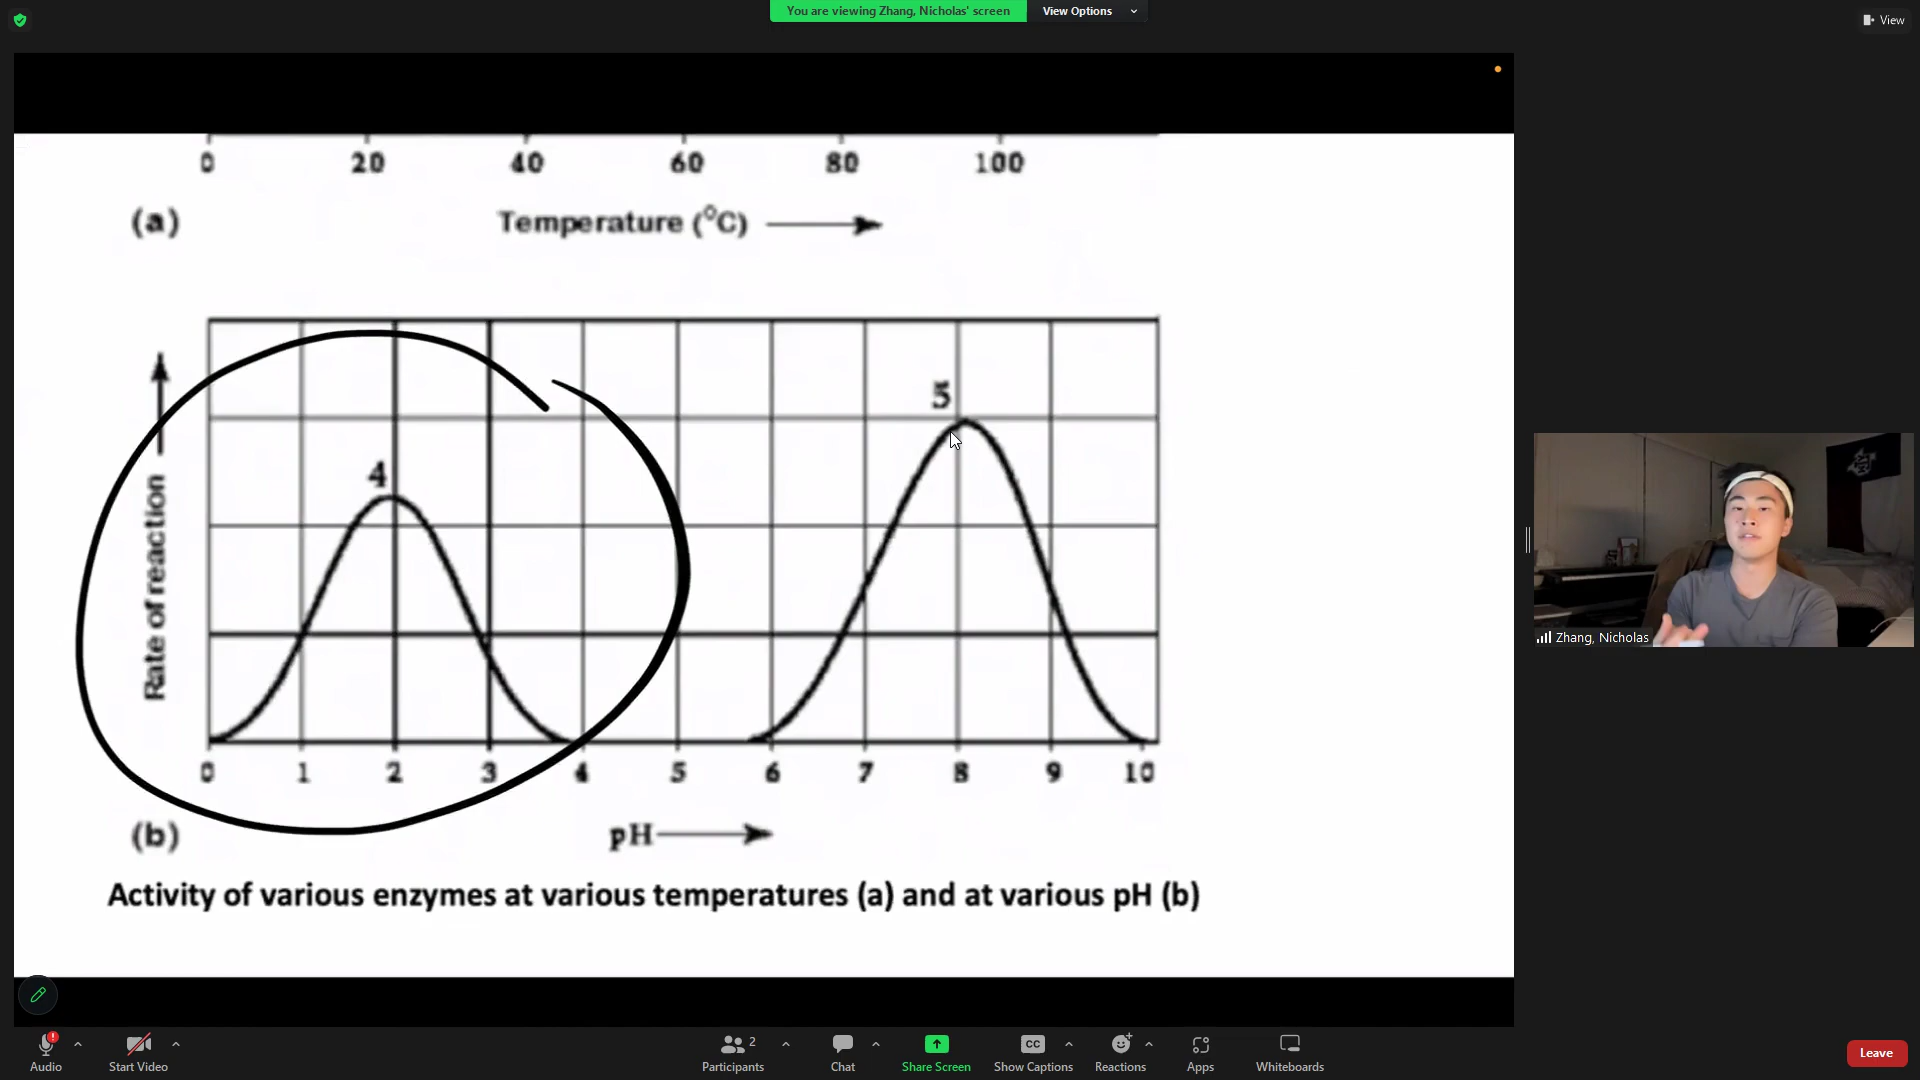 You are viewing Zhang, Nicholas' screen
View Options
View
0 20 40 60 80 100
(a)
Temperature (⁰C)
5
4
Rate of reaction
0 1 2 3 4 5 6 7 8 9 10
(b)
pH
Activity of various enzymes at various temperatures (a) and at various pH (b)
Zhang, Nicholas
Audio
Start Video
2
Participants
Chat
Share Screen
CC
Show Captions
Reactions
Apps
Whiteboards
Leave